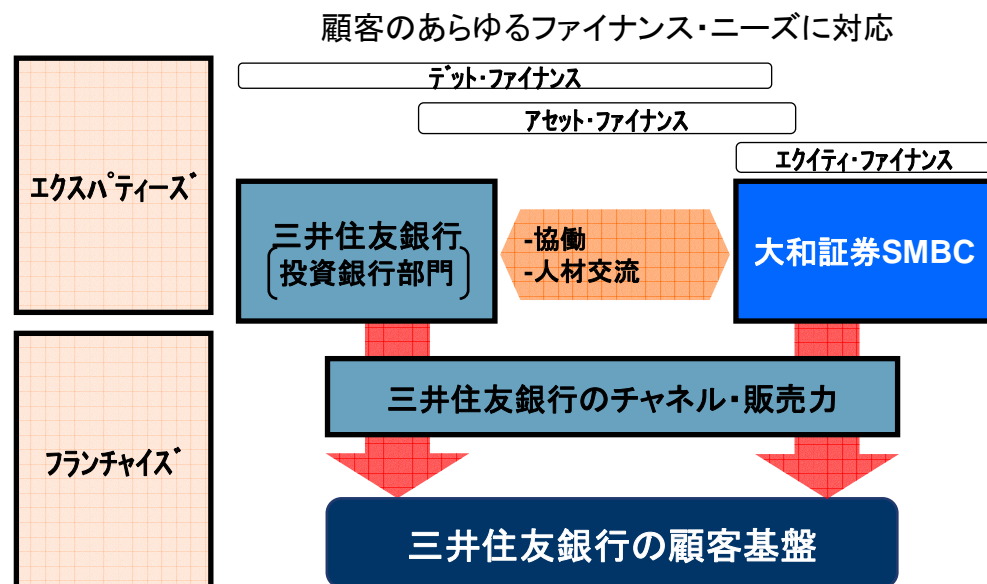 顧客のあらゆるファイナンス・ニーズに対応
デット・ファイナンス
アセット・ファイナンス
エクイティ・ファイナンス
エクスパティーズ
三井住友銀行
投資銀行部門
-協働
-人材交流
大和証券SMBC
三井住友銀行のチャネル・販売力
フランチャイズ
三井住友銀行の顧客基盤